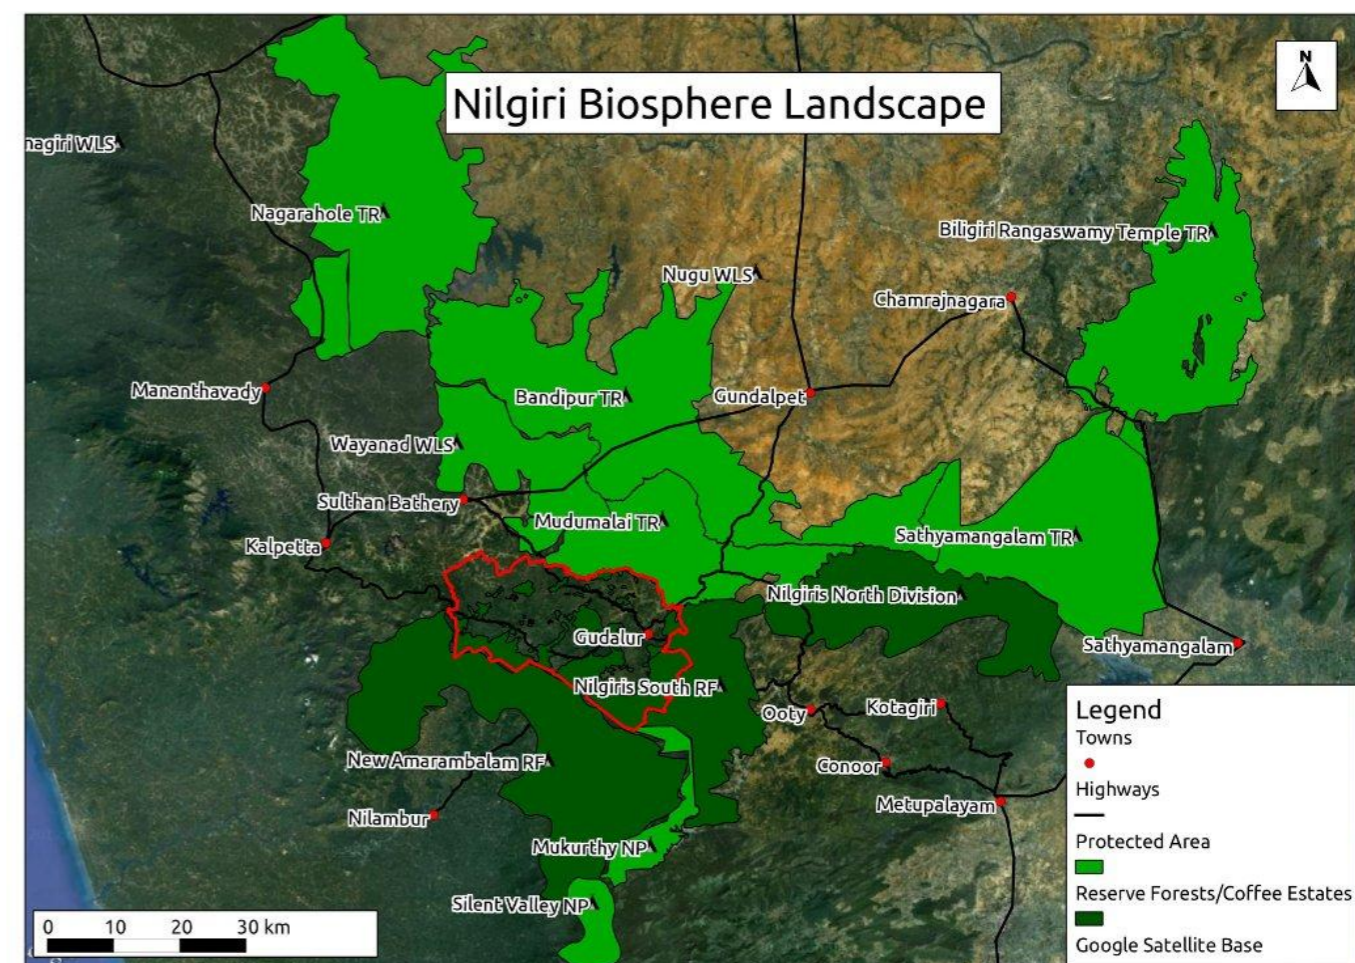 N
Nilgiri Biosphere Landscape
nagiri WLS
Nagarahole TR
Biligiri Rangaswamy Temple TR
Nugu WLS
Chamrajnagara
Mananthavady
Bandipur TR
Gundalpet
Wayanad WLS
Sulthan Bathery
Mudumalai TR
Sathyamangalam TR
Kalpetta
Nilgiris North Division
Gudalur
Sathyamangalam
Nilgiris South RF
Ooty
Kotagiri
New Amarambalam RF
Conoor
Metupalayam
Nilambur
Mukurthy NP
Silent Valley NP
Legend
Towns
Highways
Protected Area
Reserve Forests/Coffee Estates
Google Satellite Base
0 10 20 30 km